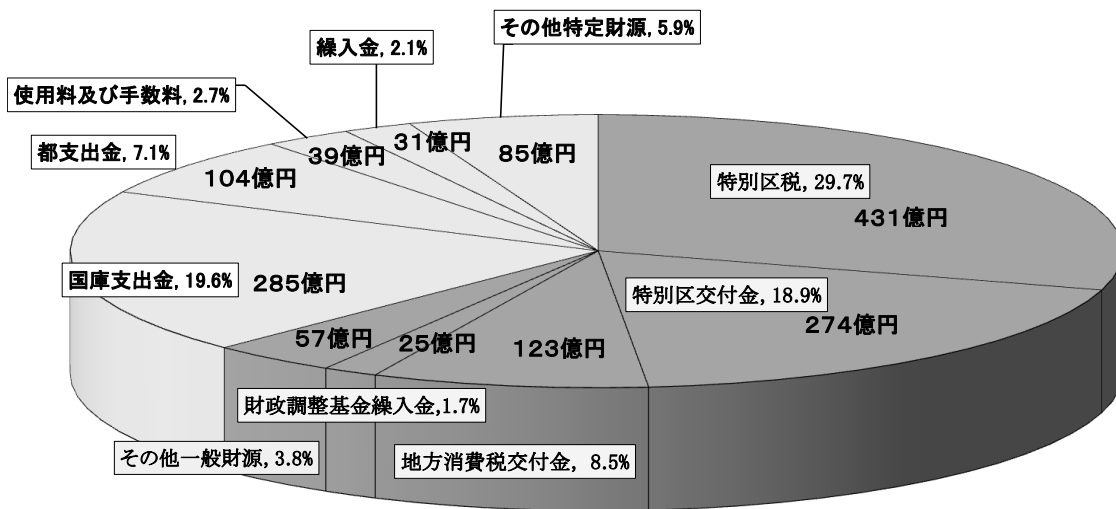 その他特定財源, 5.9%
繰入金, 2.1%
使用料及び手数料, 2.7%
都支出金, 7.1%
31億円
39億円
85億円
104億円
特別区税, 29.7%
431億円
国庫支出金, 19.6%
285億円
特別区交付金, 18.9%
274億円
57億円
25億円
123億円
財政調整基金繰入金,1.7%
その他一般財源, 3.8%
地方消費税交付金, 8.5%